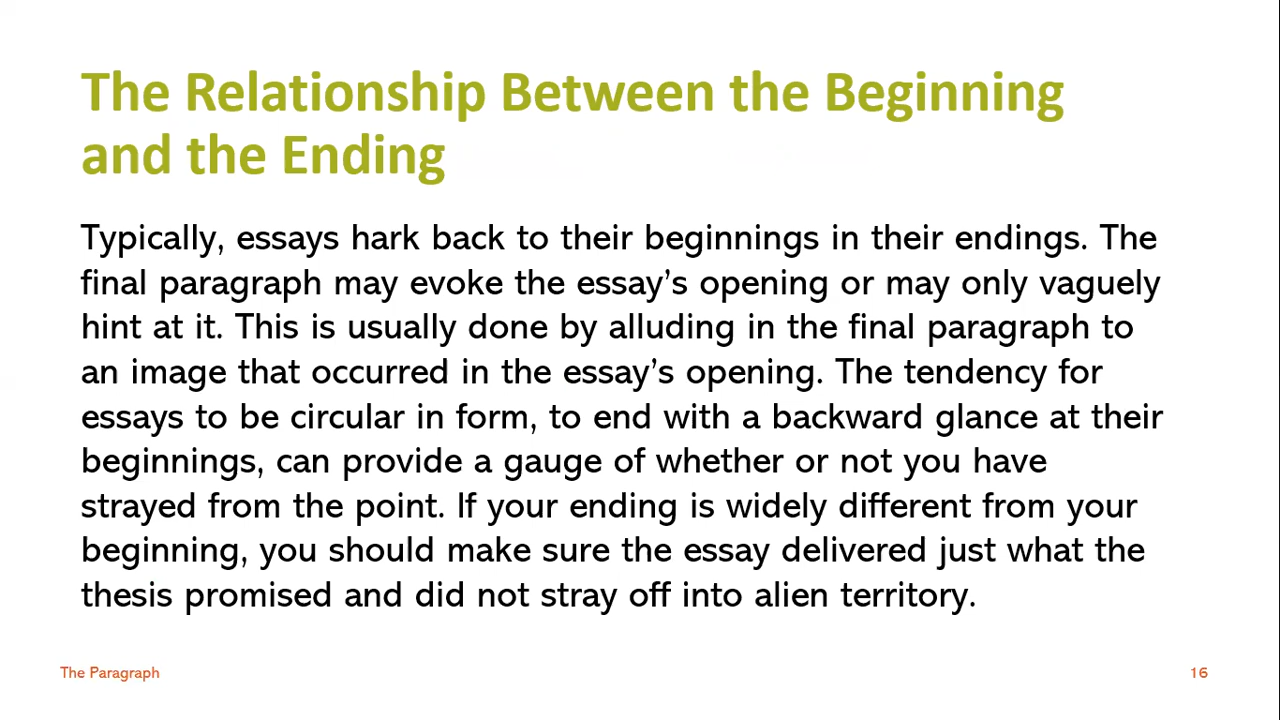 The Relationship Between the Beginning
and the Ending
Typically, essays hark back to their beginnings in their endings. The
final paragraph may evoke the essay’s opening or may only vaguely
hint at it. This is usually done by alluding in the final paragraph to
an image that occurred in the essay’s opening. The tendency for
essays to be circular in form, to end with a backward glance at their
beginnings, can provide a gauge of whether or not you have
strayed from the point. If your ending is widely different from your
beginning, you should make sure the essay delivered just what the
thesis promised and did not stray off into alien territory.
The Paragraph
16